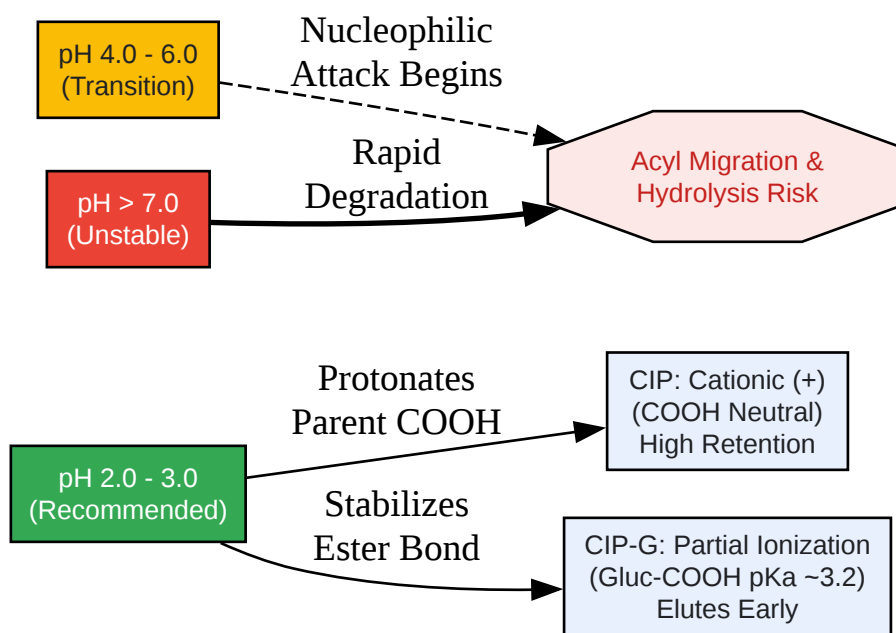 pH 4.0 - 6.0
(Transition)
Nucleophilic
Attack Begins
Rapid
Degradation
pH > 7.0
(Unstable)
Acyl Migration &
Hydrolysis Risk
pH 2.0 - 3.0
(Recommended)
Protonates
Parent COOH
Stabilizes
Ester Bond
CIP: Cationic (+)
(COOH Neutral)
High Retention
CIP-G: Partial Ionization
(Gluc-COOH pKa ~3.2)
Elutes Early